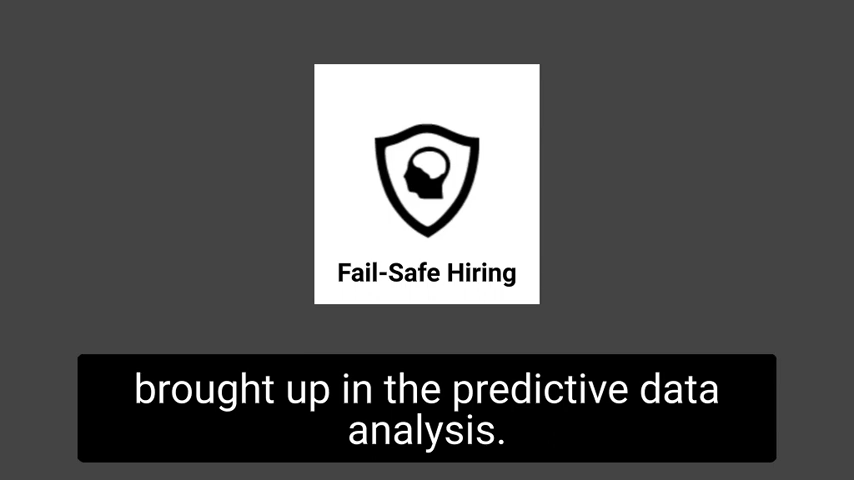 Fail-Safe Hiring
brought up in the predictive data
analysis.